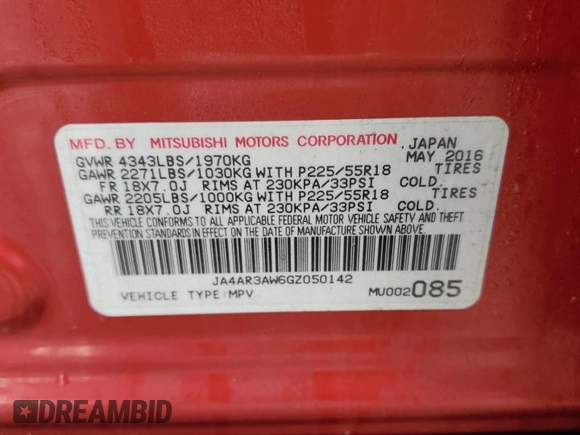 MFD. BY MITSUBISHI MOTORS CORPORATION, JAPAN
GVWR 4343LBS/1970KG MAY 2016
GAWR 2271LBS/1030KG WITH P225/55R18 TIRES
FR 18X7.0J RIMS AT 230KPA/33PSI COLD.
GAWR 2205LBS/1000KG WITH P225/55R18 TIRES
RR 18X7.0J RIMS AT 230KPA/33PSI COLD.
THIS VEHICLE CONFORMS TO ALL APPLICABLE FEDERAL MOTOR VEHICLE SAFETY AND THEFT
PREVENTION STANDARDS IN EFFECT ON THE DATE OF MANUFACTURE SHOWN ABOVE.
JA4AR3AW6GZ050142
VEHICLE TYPE:MPV MU002085
DREAMBID